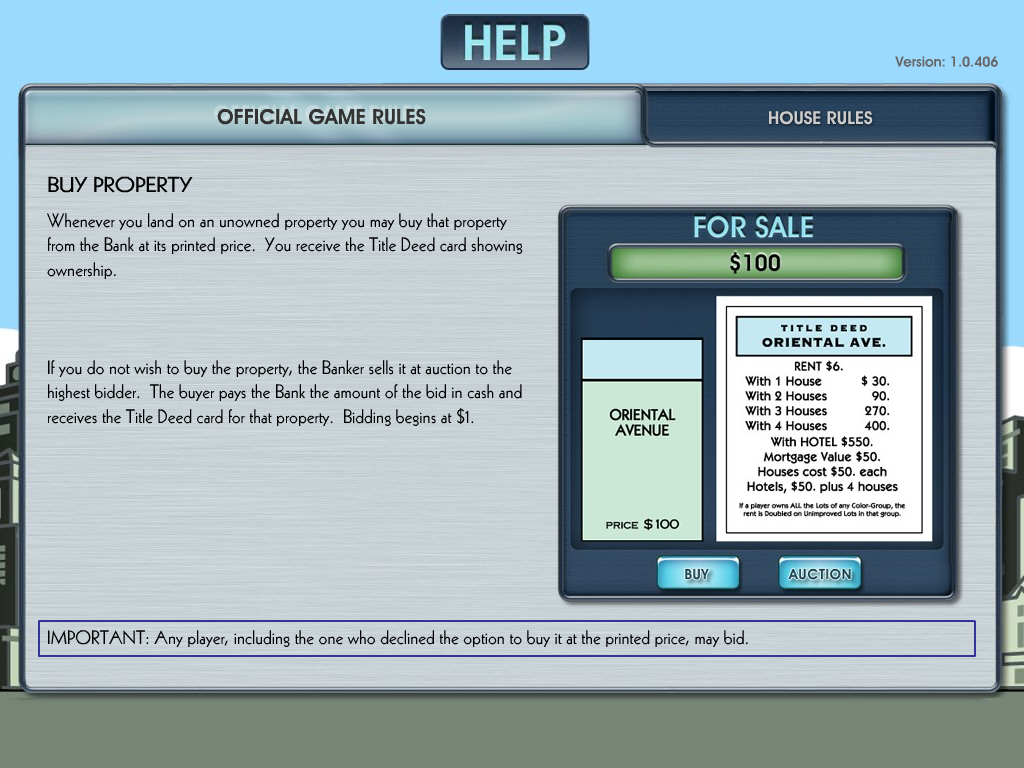 HELP
Version: 1.0.406
OFFICIAL GAME RULES
HOUSE RULES
BUY PROPERTY
Whenever you land on an unowned property you may buy that property
from the Bank at its printed price.  You receive the Title Deed card showing
ownership.
If you do not wish to buy the property, the Banker sells it at auction to the
highest bidder.  The buyer pays the Bank the amount of the bid in cash and
receives the Title Deed card for that property.  Bidding begins at $1.
FOR SALE
$100
ORIENTAL
AVENUE
PRICE $100
TITLE DEED
ORIENTAL AVE.
RENT $6.
With 1 House $ 30.
With 2 Houses 90.
With 3 Houses 270.
With 4 Houses 400.
With HOTEL $550.
Mortgage Value $50.
Houses cost $50. each
Hotels, $50. plus 4 houses
If a player owns ALL the Lots of any Color-Group, the
rent is Doubled on Unimproved Lots in that group.
BUY
AUCTION
IMPORTANT: Any player, including the one who declined the option to buy it at the printed price, may bid.